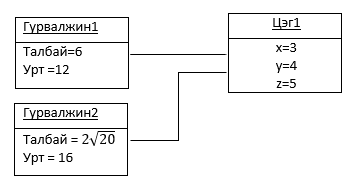 Гурвалжин1
Талбай=6
Урт =12
Цэг1
x=3
y=4
z=5
Гурвалжин2
Талбай = 2√20
Урт = 16